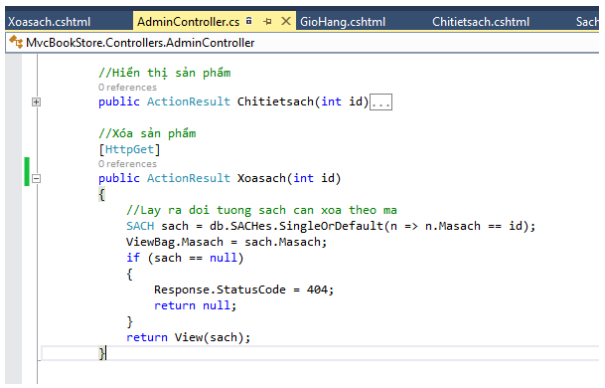 Xoasach.cshtml AdminController.cs GioHang.cshtml Chitietsach.cshtml Sach
MvcBookStore.Controllers.AdminController
//Hiển thị sản phẩm
0 references
public ActionResult Chitietsach(int id)...
//Xóa sản phẩm
[HttpGet]
0 references
public ActionResult Xoasach(int id)
{
//Lay ra doi tuong sach can xoa theo ma
SACH sach = db.SACHes.SingleOrDefault(n => n.Masach == id);
ViewBag.Masach = sach.Masach;
if (sach == null)
{
Response.StatusCode = 404;
return null;
}
return View(sach);
}